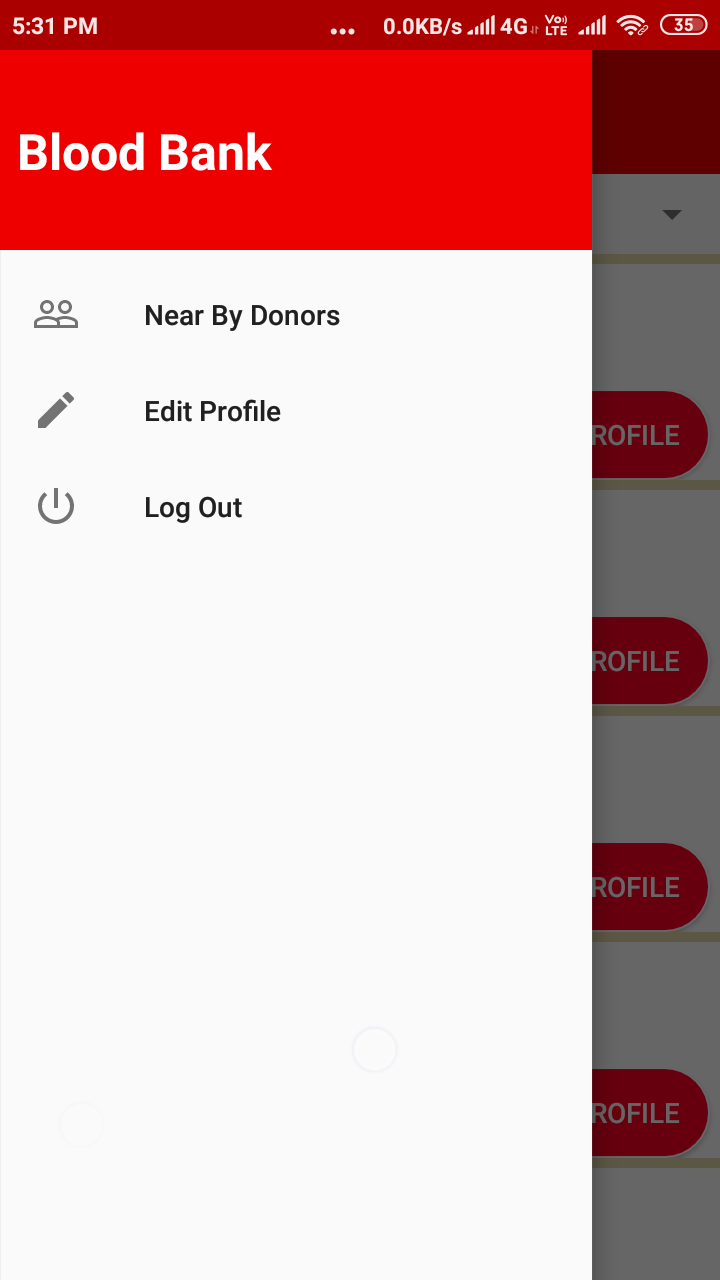 5:31 PM ... 0.0KB/s 4G Vo LTE 35
Blood Bank
Near By Donors
Edit Profile
ROFILE
Log Out
ROFILE
ROFILE
ROFILE